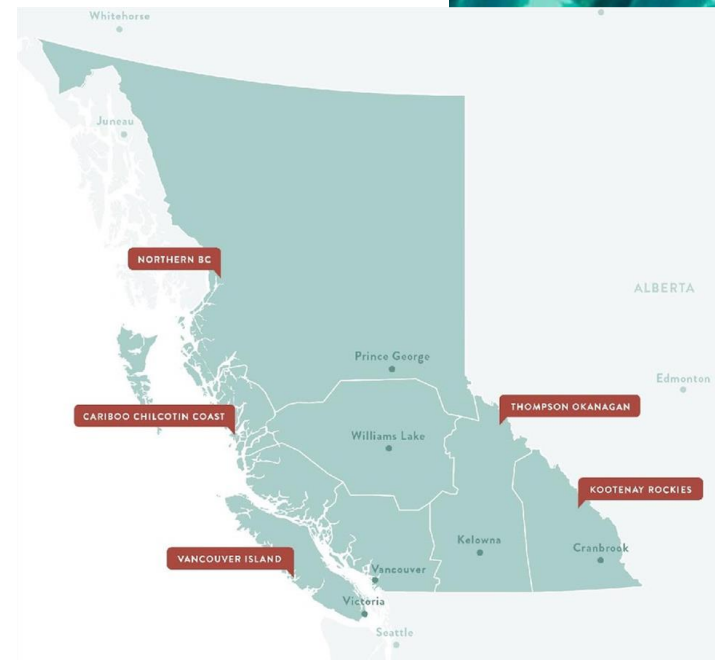 Whitehorse
Juneau
NORTHERN BC
ALBERTA
Prince George
Edmonton
THOMPSON OKANAGAN
CARIBOO CHILCOTIN COAST
Williams Lake
KOOTENAY ROCKIES
Kelowna
Cranbrook
VANCOUVER ISLAND
Vancouver
Victoria
Seattle